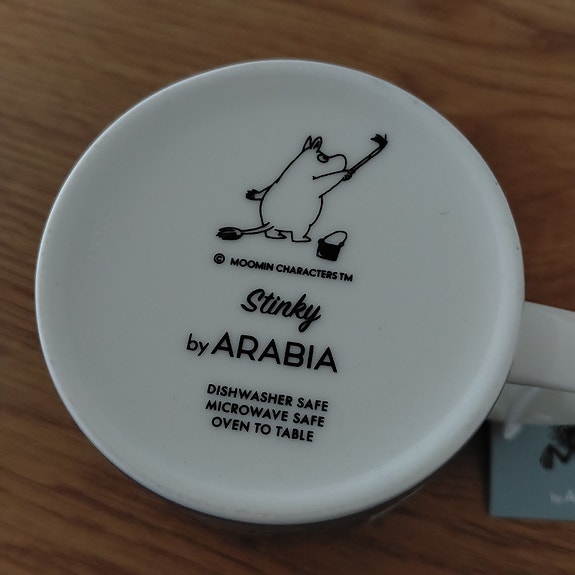 © MOOMIN CHARACTERS TM
Stinky
by ARABIA
DISHWASHER SAFE
MICROWAVE SAFE
OVEN TO TABLE